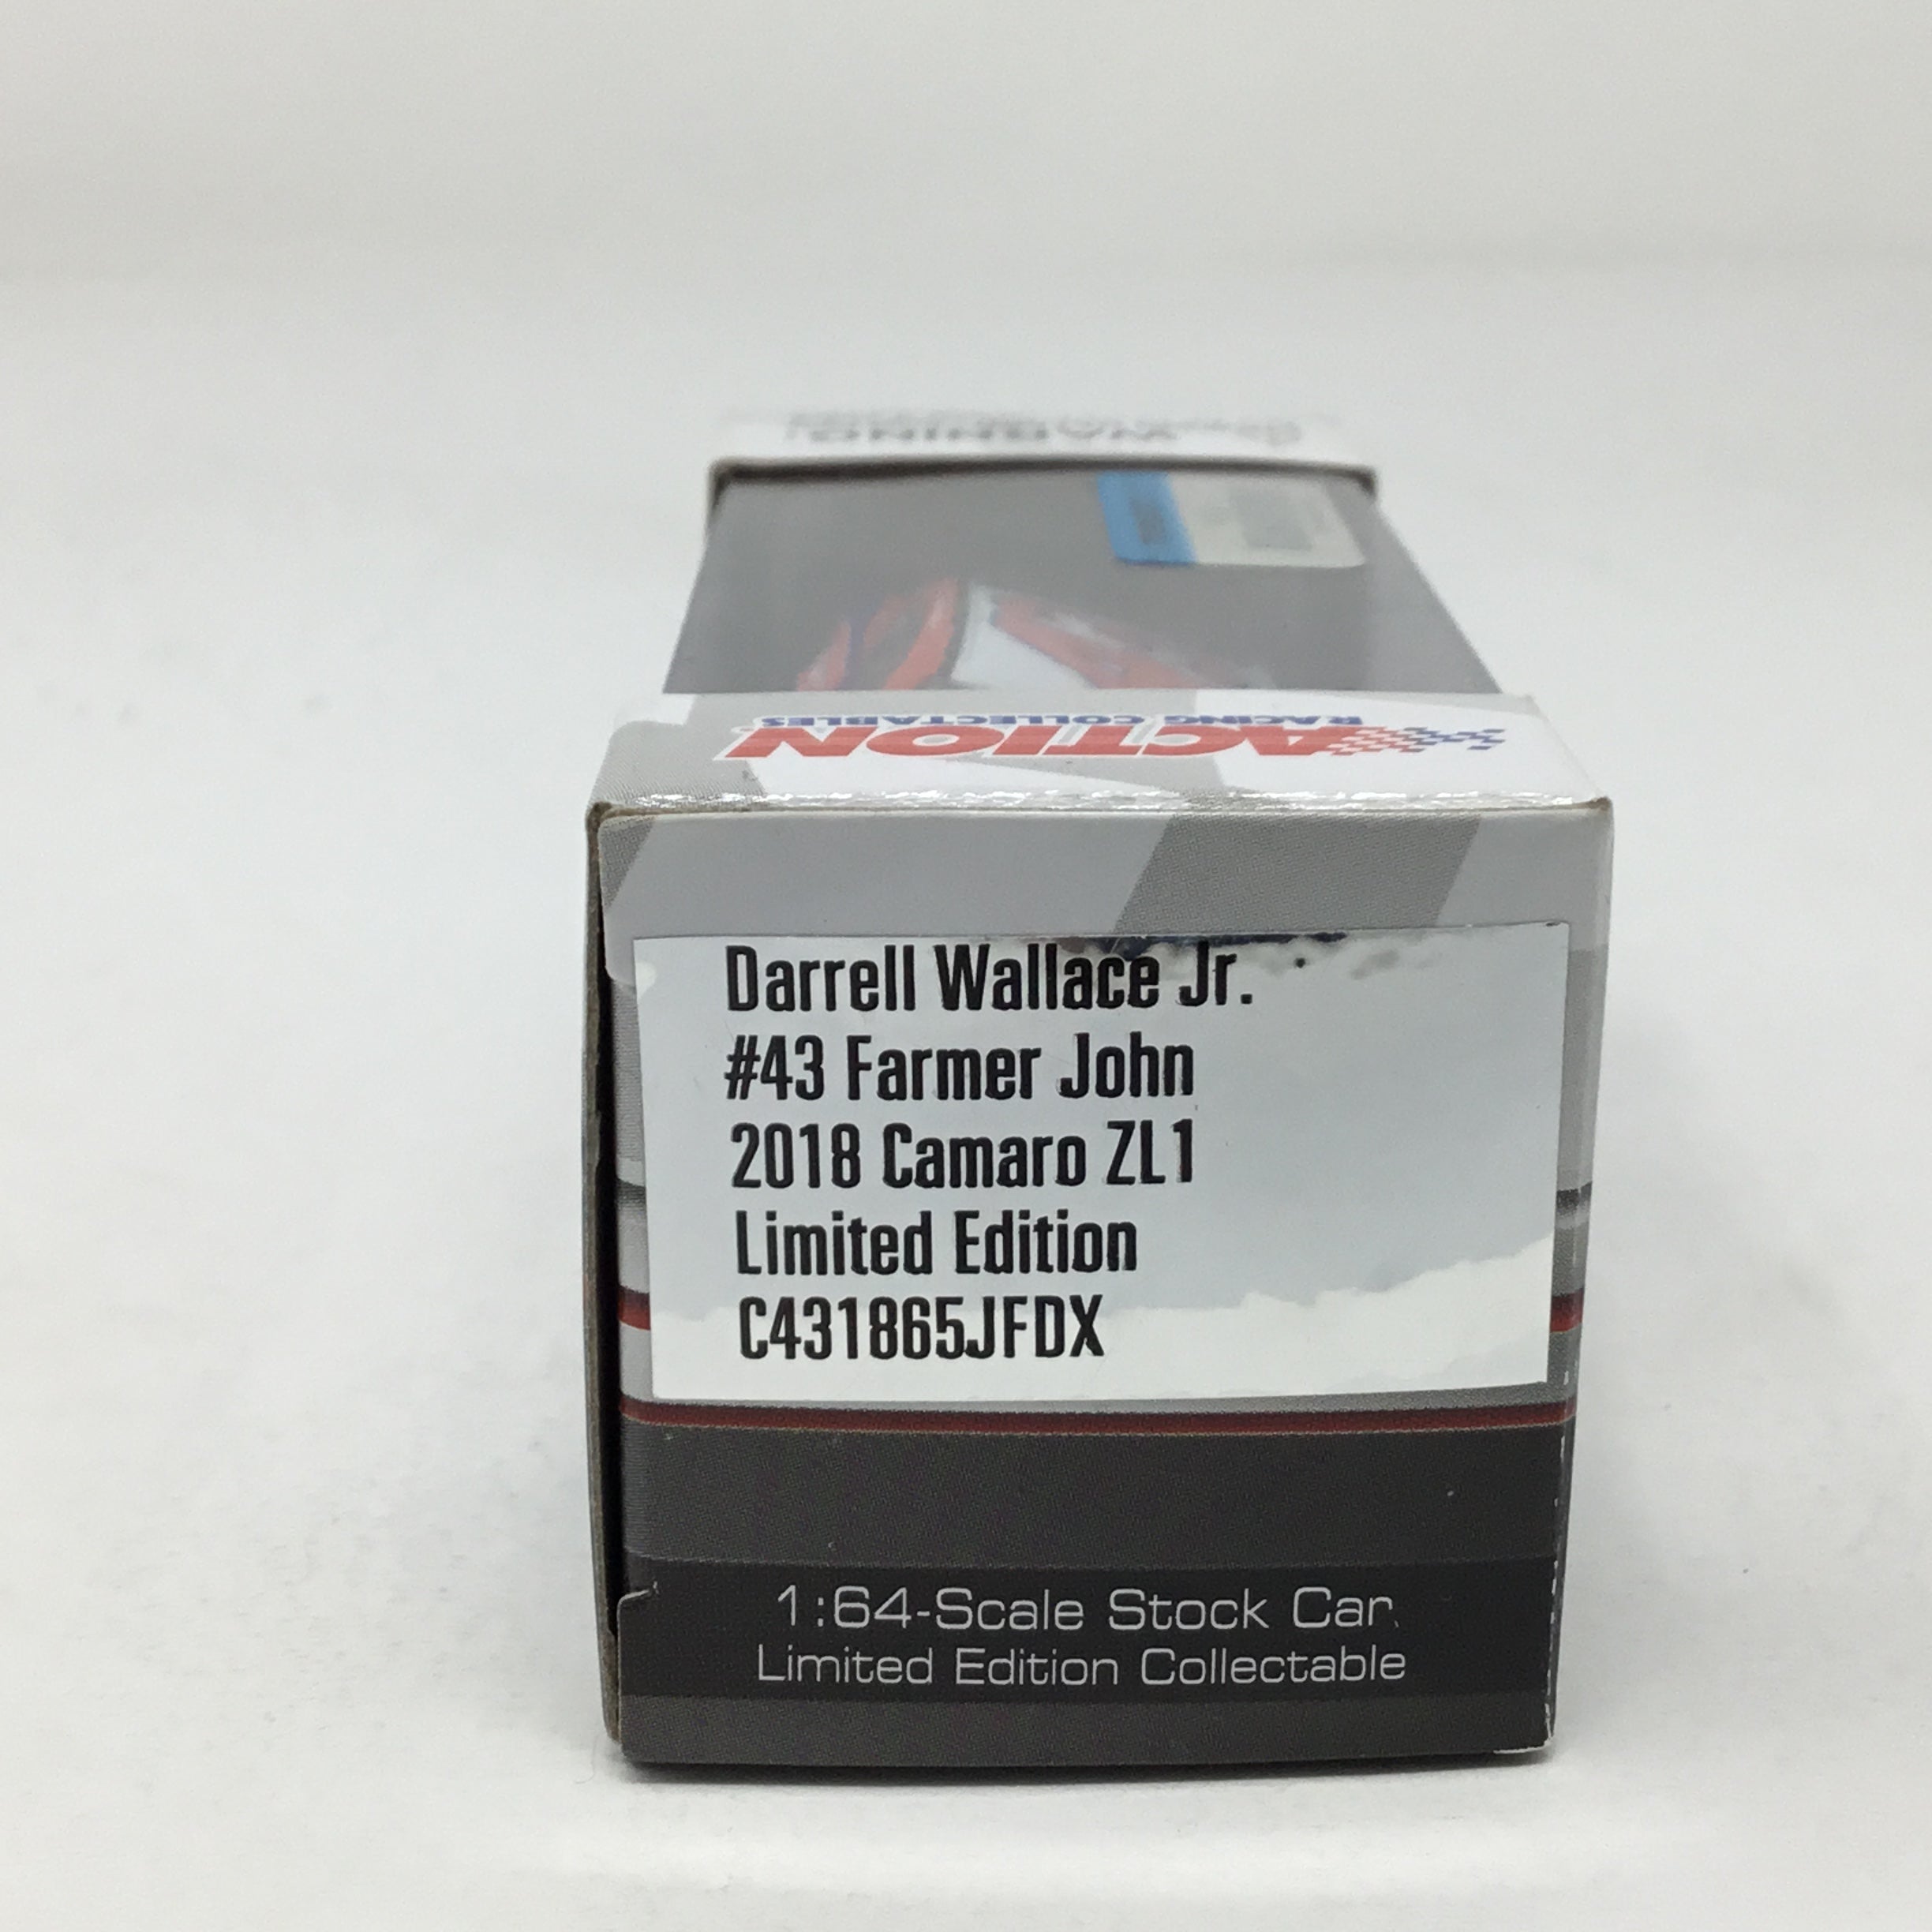 WARNING
RACING COLLECTABLES
ACTION
Darrell Wallace Jr.
#43 Farmer John
2018 Camaro ZL1
Limited Edition
C431865JFDX
1:64-Scale Stock Car
Limited Edition Collectable